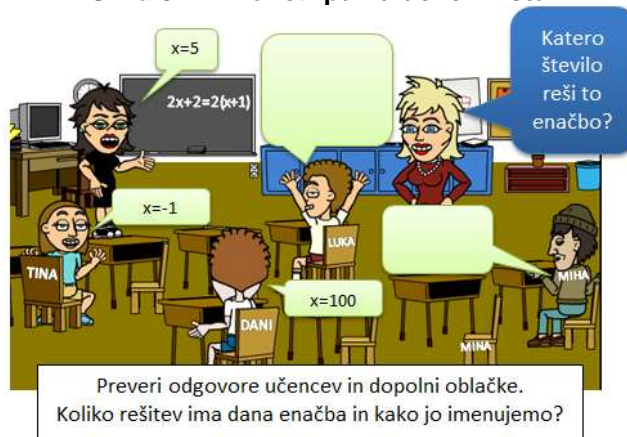 x=5
2x+2=2(x+1)
Katero
število
reši to
enačbo?
x=-1
LUKA
TINA
MIHA
x=100
DANI
MINA
Preveri odgovore učencev in dopolni oblačke.
Koliko rešitev ima dana enačba in kako jo imenujemo?